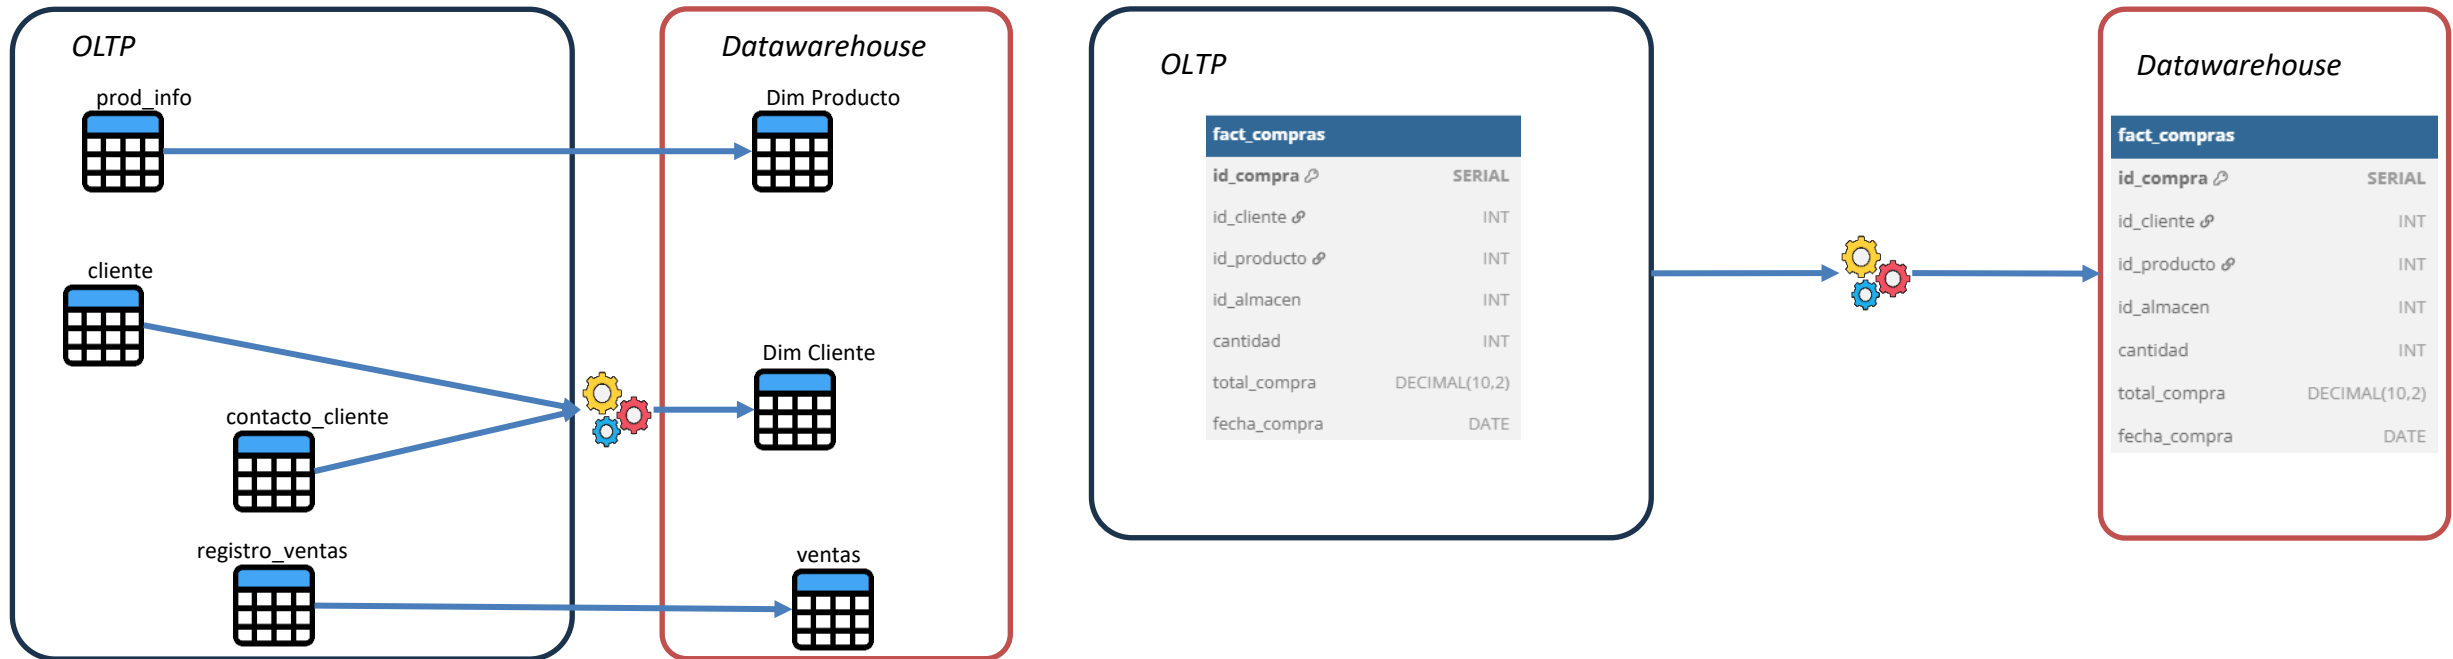 OLTP
Datawarehouse
prod_info
Dim Producto
cliente
Dim Cliente
contacto_cliente
registro_ventas
ventas
OLTP
fact_compras
id_compra SERIAL
id_cliente INT
id_producto INT
id_almacen INT
cantidad INT
total_compra DECIMAL(10,2)
fecha_compra DATE
Datawarehouse
fact_compras
id_compra SERIAL
id_cliente INT
id_producto INT
id_almacen INT
cantidad INT
total_compra DECIMAL(10,2)
fecha_compra DATE